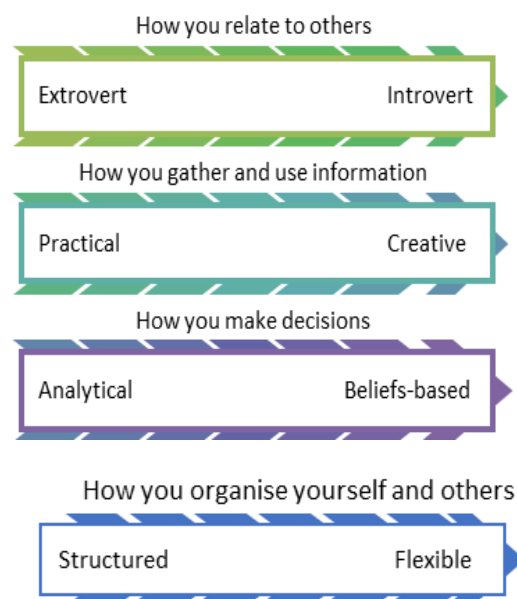 How you relate to others
Extrovert Introvert
How you gather and use information
Practical Creative
How you make decisions
Analytical Beliefs-based
How you organise yourself and others
Structured Flexible